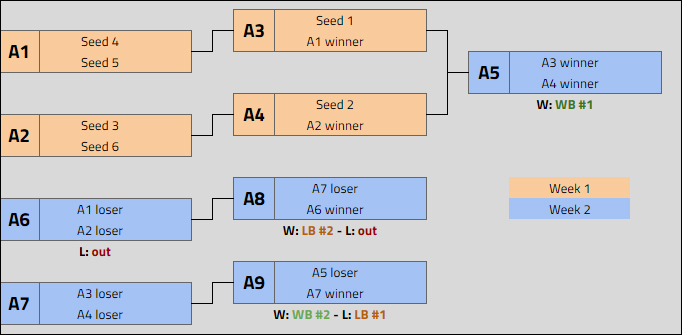 A1
Seed 4
Seed 5
A3
Seed 1
A1 winner
A5
A3 winner
A4 winner
W: WB #1
A2
Seed 3
Seed 6
A4
Seed 2
A2 winner
A6
A1 loser
A2 loser
L: out
A8
A7 loser
A6 winner
W: LB #2 - L: out
Week 1
Week 2
A7
A3 loser
A4 loser
A9
A5 loser
A7 winner
W: WB #2 - L: LB #1